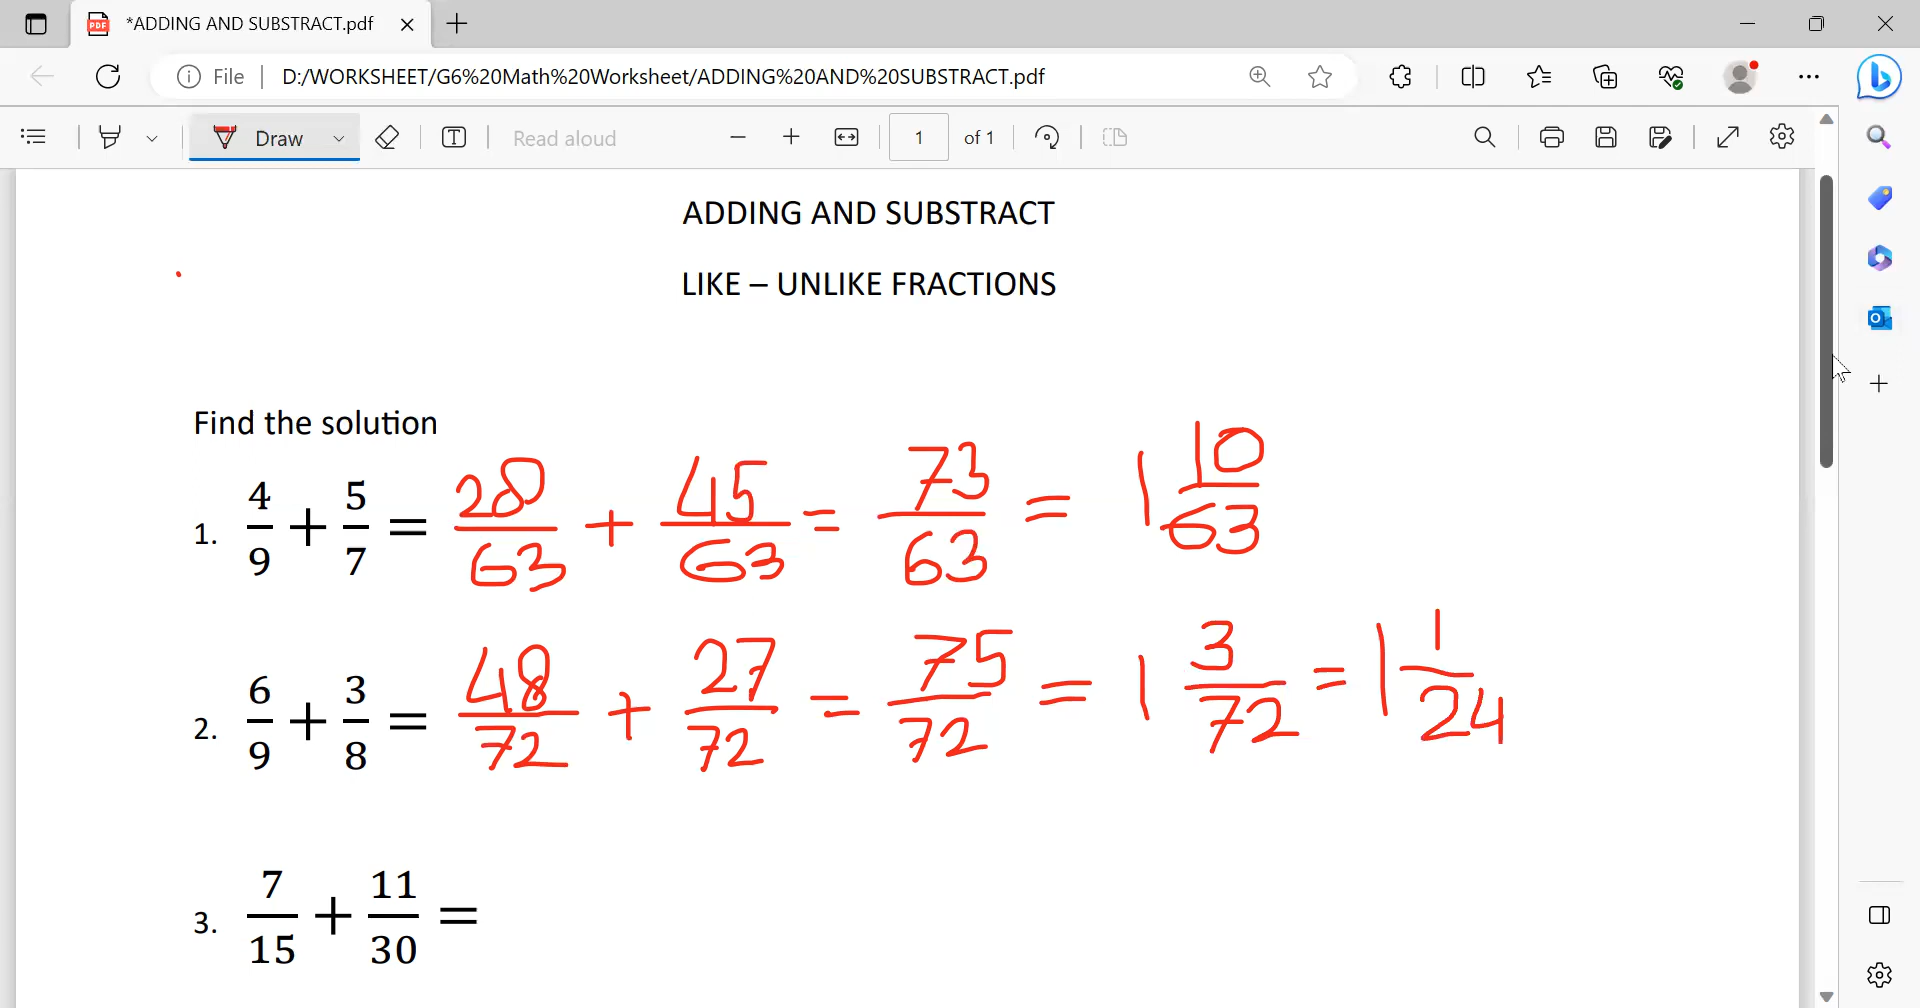 *ADDING AND SUBSTRACT.pdf
File D:/WORKSHEET/G6%20Math%20Worksheet/ADDING%20AND%20SUBSTRACT.pdf
Draw Read aloud 1 of 1
ADDING AND SUBSTRACT
LIKE – UNLIKE FRACTIONS
Find the solution
1. 4/9 + 5/7 = 28/63 + 45/63 = 73/63 = 1 10/63
2. 6/9 + 3/8 = 48/72 + 27/72 = 75/72 = 1 3/72 = 1 1/24
3. 7/15 + 11/30 =